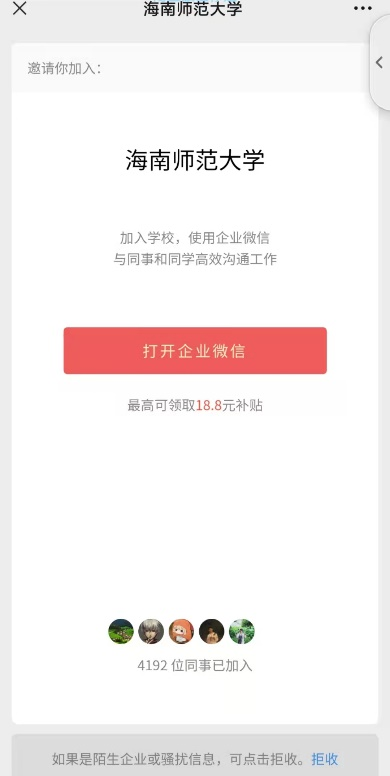 海南师范大学
邀请你加入：
海南师范大学
加入学校，使用企业微信
与同事和同学高效沟通工作
打开企业微信
最高可领取18.8元补贴
4192 位同事已加入
如果是陌生企业或骚扰信息，可点击拒收。拒收